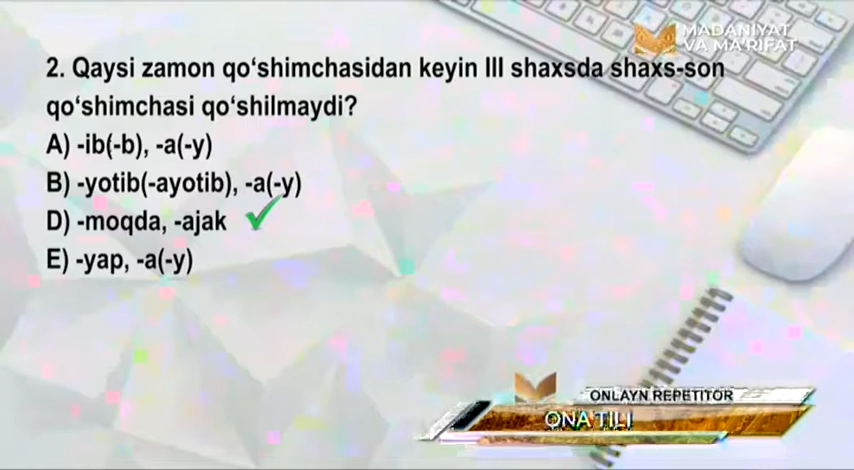 MADANIYAT
VA MA'RIFAT
2. Qaysi zamon qo‘shimchasidan keyin III shaxsda shaxs-son
qo‘shimchasi qo‘shilmaydi?
A) -ib(-b), -a(-y)
B) -yotib(-ayotib), -a(-y)
D) -moqda, -ajak
E) -yap, -a(-y)
ONLAYN REPETITOR
ONA TILI